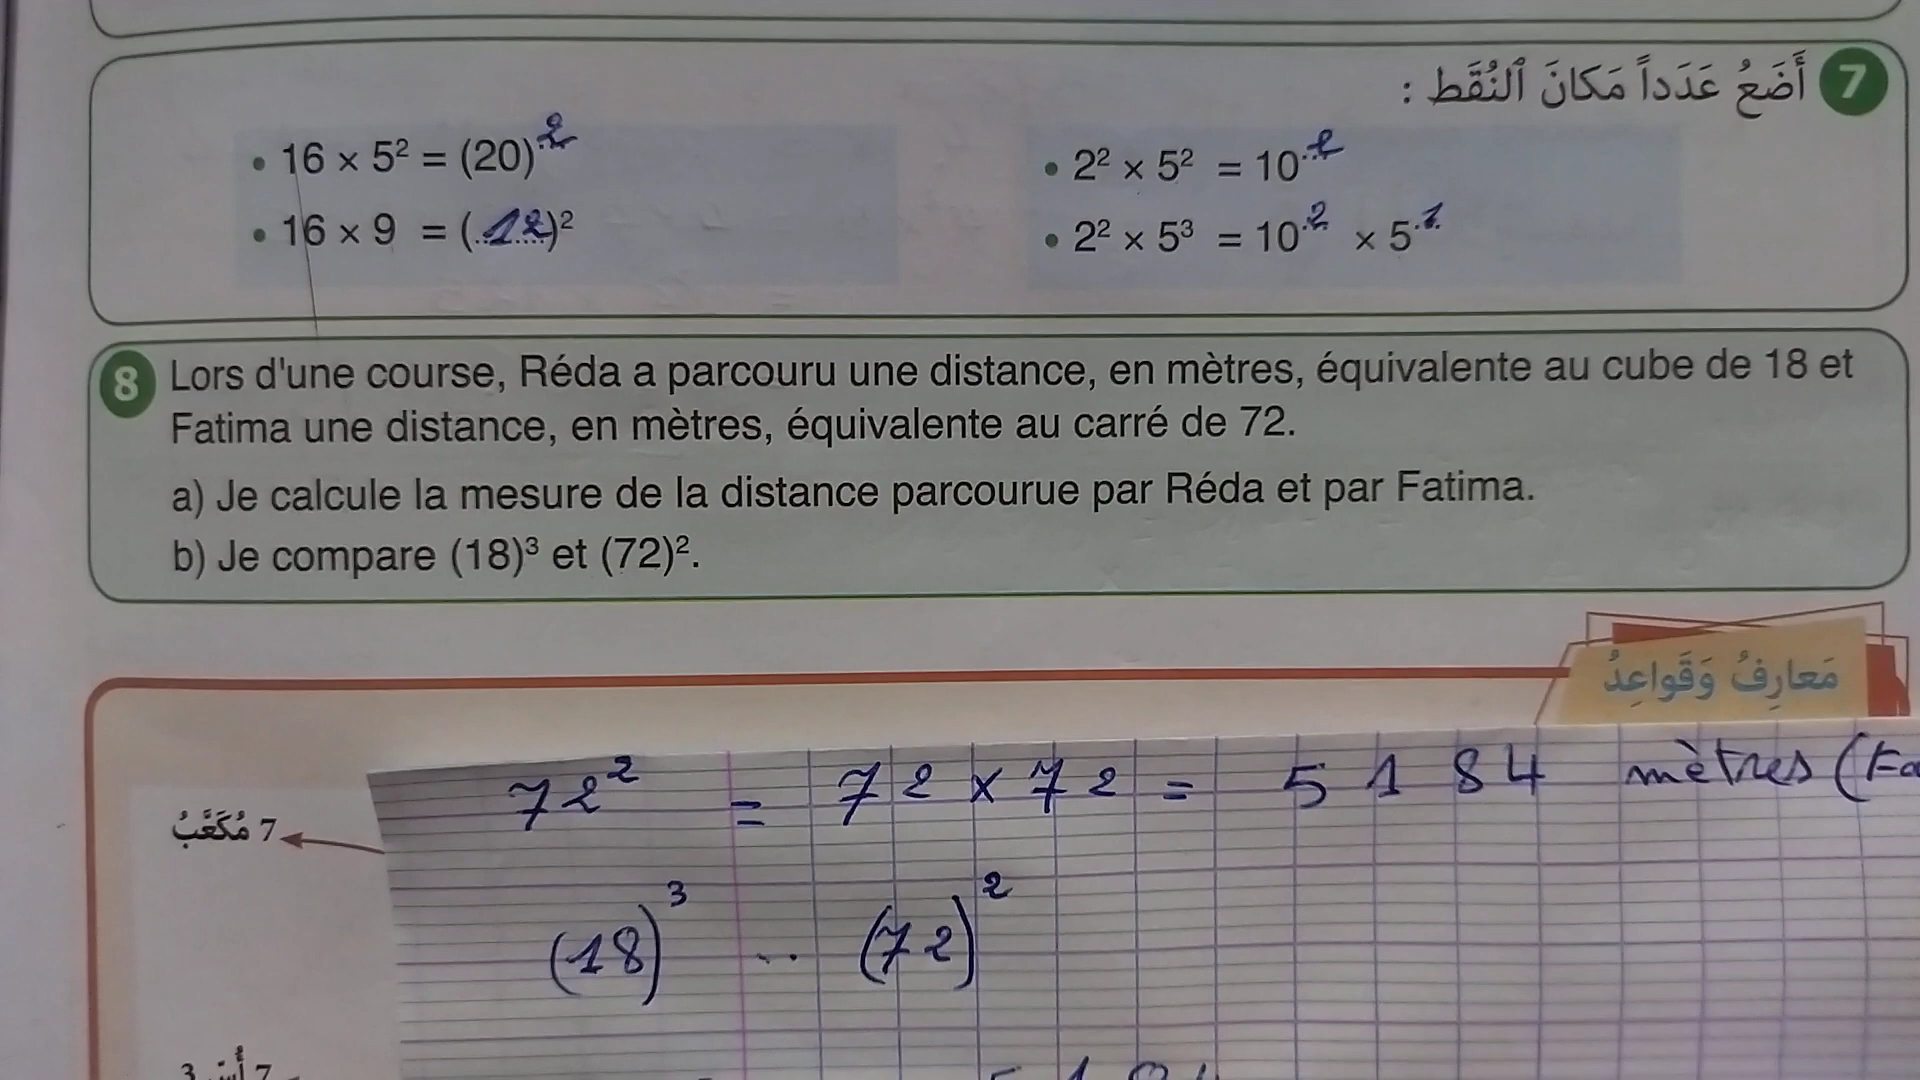 7 أَضَعُ عَدَداً مَكانَ ٱلنُّقَط :
• 16 × 5² = (20)²
• 2² × 5² = 10²
• 16 × 9 = (12)²
• 2² × 5³ = 10² × 5¹
8 Lors d'une course, Réda a parcouru une distance, en mètres, équivalente au cube de 18 et
Fatima une distance, en mètres, équivalente au carré de 72.
a) Je calcule la mesure de la distance parcourue par Réda et par Fatima.
b) Je compare (18)³ et (72)².
مَعارِفُ وَقَواعِدُ
72² = 72 × 72 = 5184 mètres (Fa
7 مُكَعَّبُ
(18)³ .. (72)²
7 أُسّ 3